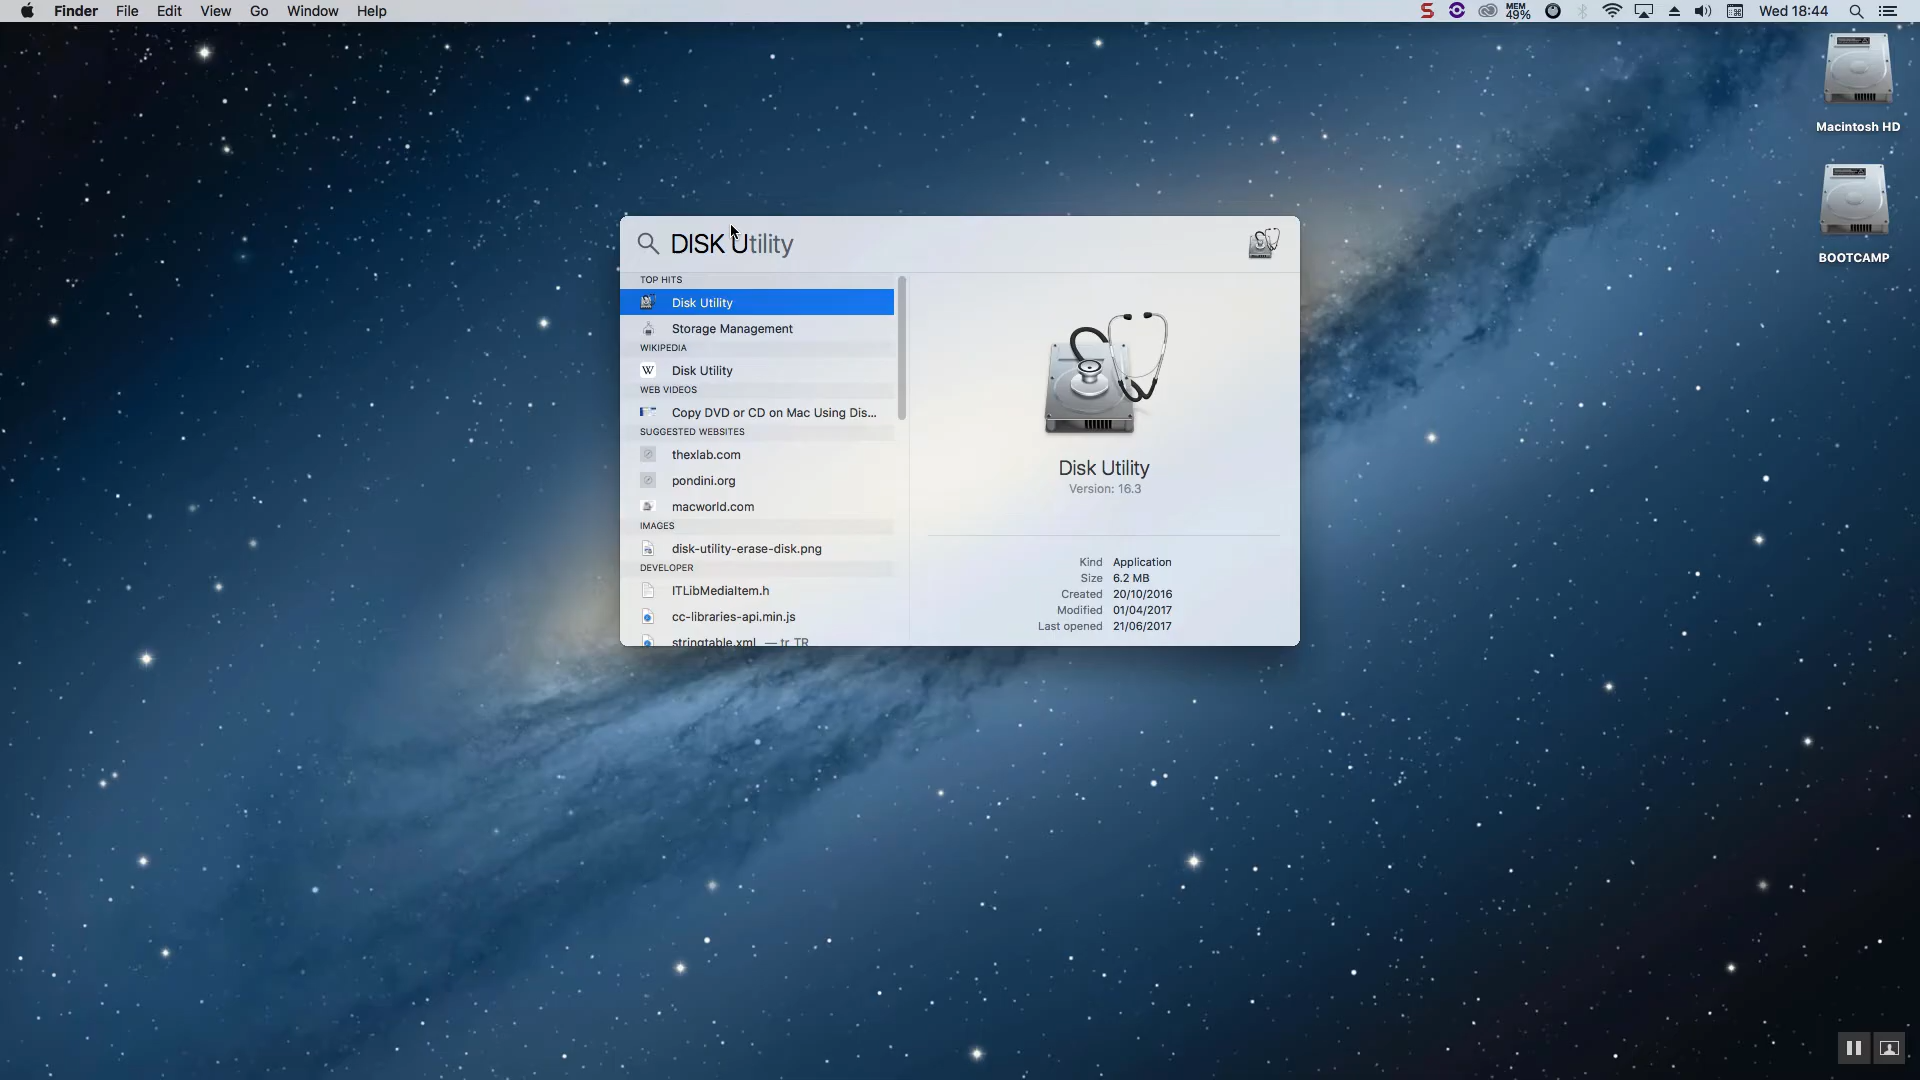 Finder File Edit View Go Window Help
S MEM 49% Wed 18:44
Macintosh HD
BOOTCAMP
DISK Utility
TOP HITS
Disk Utility
Storage Management
WIKIPEDIA
W Disk Utility
WEB VIDEOS
Copy DVD or CD on Mac Using Dis...
SUGGESTED WEBSITES
thexlab.com
pondini.org
macworld.com
IMAGES
disk-utility-erase-disk.png
DEVELOPER
ITLibMediaItem.h
cc-libraries-api.min.js
stringtable.xml — tr_TR
Disk Utility
Version: 16.3
Kind Application
Size 6.2 MB
Created 20/10/2016
Modified 01/04/2017
Last opened 21/06/2017